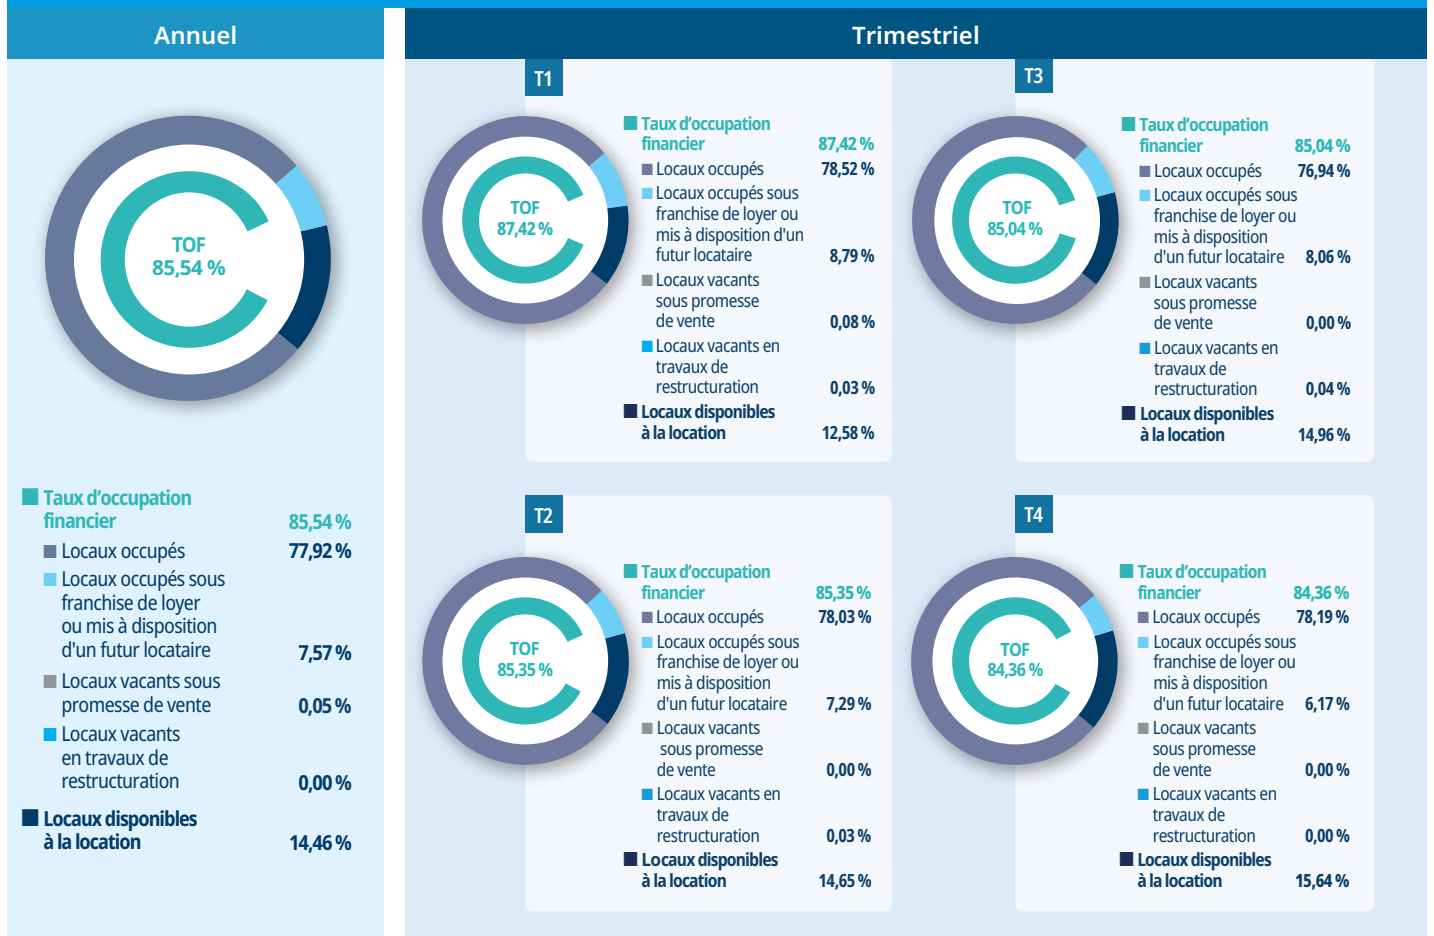 Annuel
TOF
85,54 %
Taux d’occupation
financier 85,54 %
Locaux occupés 77,92 %
Locaux occupés sous
franchise de loyer
ou mis à disposition
d'un futur locataire 7,57 %
Locaux vacants sous
promesse de vente 0,05 %
Locaux vacants
en travaux de
restructuration 0,00 %
Locaux disponibles
à la location 14,46 %
Trimestriel
T1
TOF
87,42 %
Taux d’occupation
financier 87,42 %
Locaux occupés 78,52 %
Locaux occupés sous
franchise de loyer ou
mis à disposition d'un
futur locataire 8,79 %
Locaux vacants
sous promesse
de vente 0,08 %
Locaux vacants en
travaux de
restructuration 0,03 %
Locaux disponibles
à la location 12,58 %
T2
TOF
85,35 %
Taux d’occupation
financier 85,35 %
Locaux occupés 78,03 %
Locaux occupés sous
franchise de loyer ou
mis à disposition
d'un futur locataire 7,29 %
Locaux vacants
sous promesse
de vente 0,00 %
Locaux vacants en
travaux de
restructuration 0,03 %
Locaux disponibles
à la location 14,65 %
T3
TOF
85,04 %
Taux d’occupation
financier 85,04 %
Locaux occupés 76,94 %
Locaux occupés sous
franchise de loyer ou
mis à disposition
d'un futur locataire 8,06 %
Locaux vacants
sous promesse
de vente 0,00 %
Locaux vacants en
travaux de
restructuration 0,04 %
Locaux disponibles
à la location 14,96 %
T4
TOF
84,36 %
Taux d’occupation
financier 84,36 %
Locaux occupés 78,19 %
Locaux occupés sous
franchise de loyer ou
mis à disposition
d'un futur locataire 6,17 %
Locaux vacants
sous promesse
de vente 0,00 %
Locaux vacants en
travaux de
restructuration 0,00 %
Locaux disponibles
à la location 15,64 %